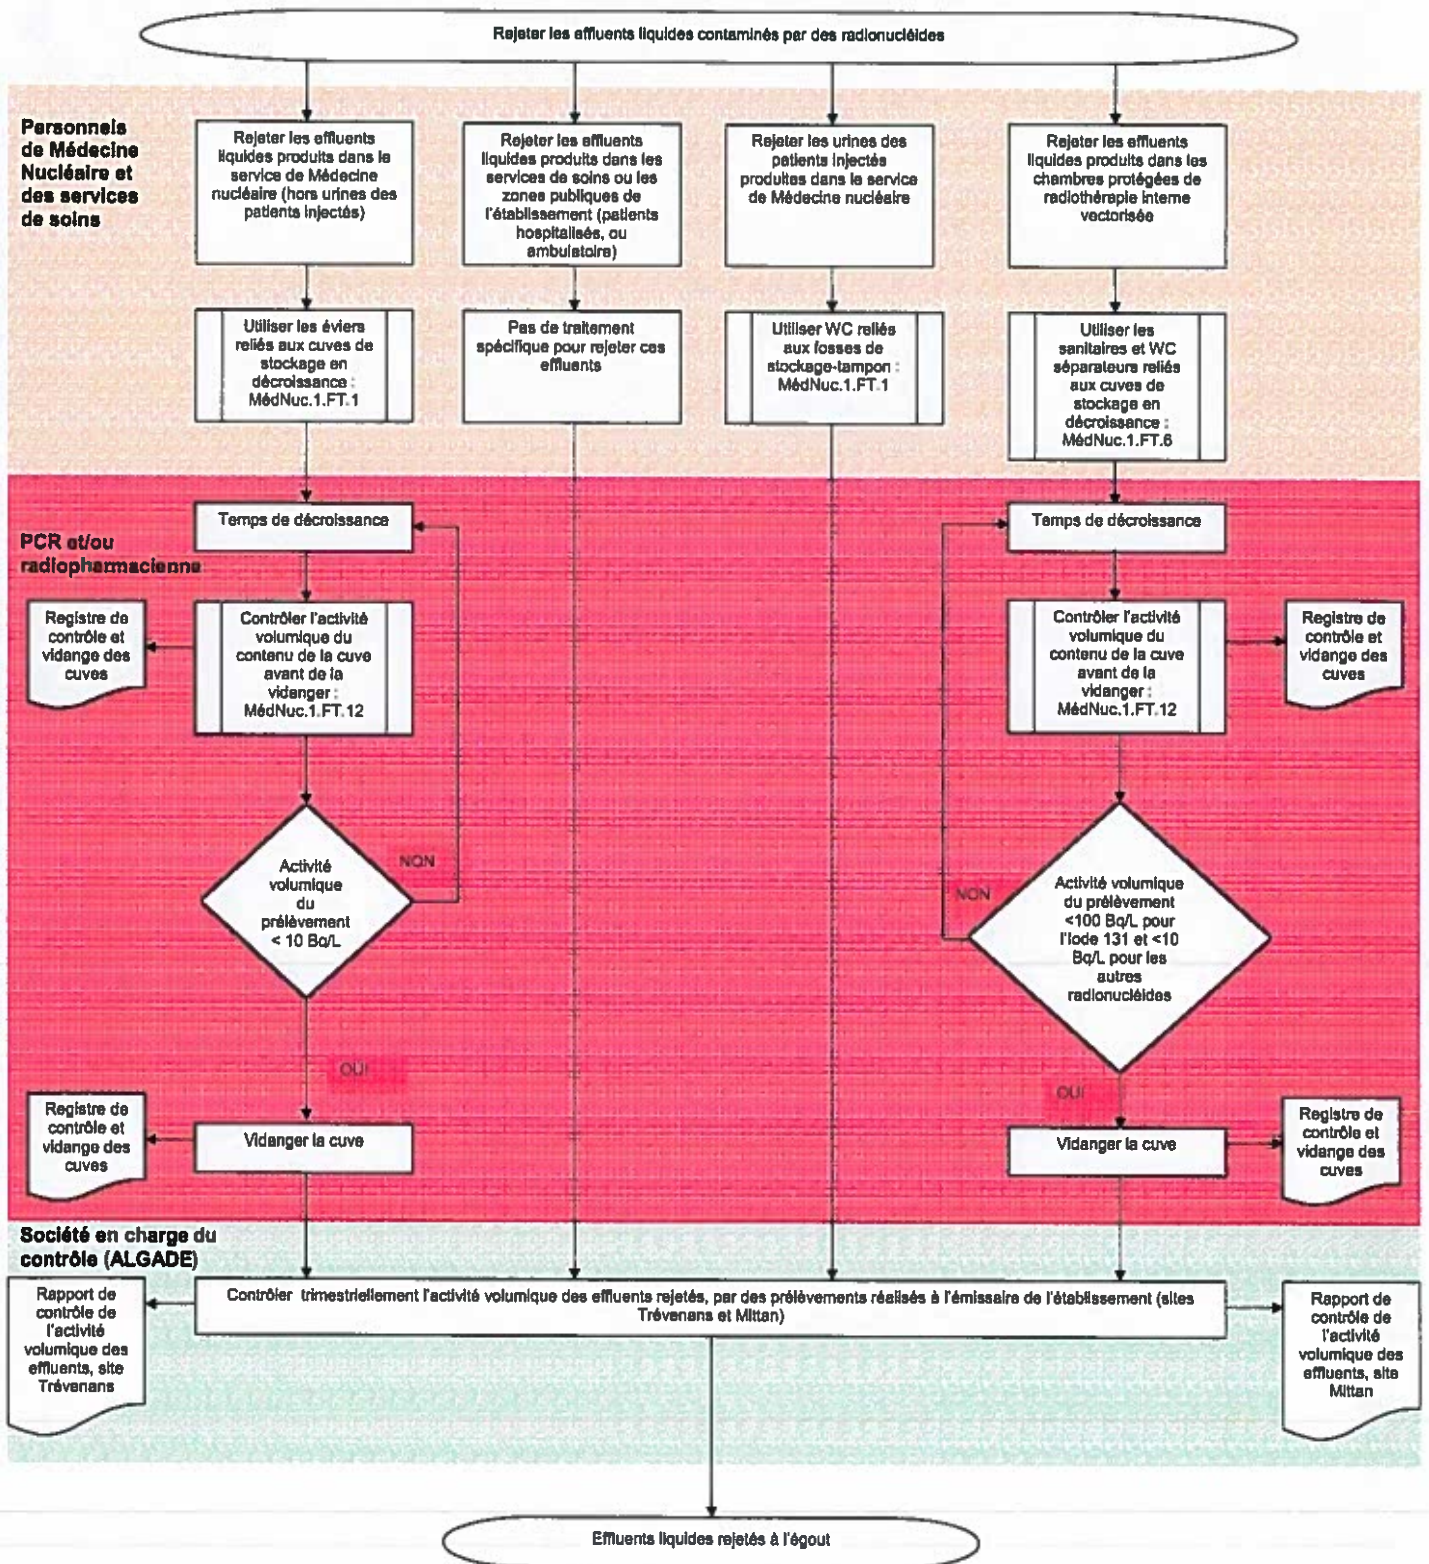 Rejeter les effluents liquides contaminés par des radionucléides
Personnels
de Médecine
Nucléaire et
des services
de soins
Rejeter les effluents
liquides produits dans le
service de Médecine
nucléaire (hors urines des
patients injectés)
Rejeter les effluents
liquides produits dans les
services de soins ou les
zones publiques de
l'établissement (patients
hospitalisés, ou
ambulatoire)
Rejeter les urines des
patients injectés
produites dans le service
de Médecine nucléaire
Rejeter les effluents
liquides produits dans les
chambres protégées de
radiothérapie interne
vectorisée
Utiliser les éviers
reliés aux cuves de
stockage en
décroissance :
MédNuc.1.FT.1
Pas de traitement
spécifique pour rejeter ces
effluents
Utiliser WC reliés
aux fosses de
stockage-tampon :
MédNuc.1.FT.1
Utiliser les
sanitaires et WC
séparateurs reliés
aux cuves de
stockage en
décroissance :
MédNuc.1.FT.6
PCR et/ou
radiopharmacienne
Temps de décroissance
Temps de décroissance
Registre de
contrôle et
vidange des
cuves
Contrôler l'activité
volumique du
contenu de la cuve
avant de la
vidanger :
MédNuc.1.FT.12
Contrôler l'activité
volumique du
contenu de la cuve
avant de la
vidanger :
MédNuc.1.FT.12
Registre de
contrôle et
vidange des
cuves
Activité
volumique
du
prélèvement
< 10 Bq/L
NON
NON
Activité volumique
du prélèvement
<100 Bq/L pour
l'Iode 131 et <10
Bq/L pour les
autres
radionucléides
OUI
OUI
Registre de
contrôle et
vidange des
cuves
Vidanger la cuve
Vidanger la cuve
Registre de
contrôle et
vidange des
cuves
Société en charge du
contrôle (ALGADE)
Rapport de
contrôle de
l'activité
volumique des
effluents, site
Trévenans
Contrôler trimestriellement l'activité volumique des effluents rejetés, par des prélèvements réalisés à l'émissaire de l'établissement (sites
Trévenans et Mittan)
Rapport de
contrôle de
l'activité
volumique des
effluents, site
Mittan
Effluents liquides rejetés à l'égout